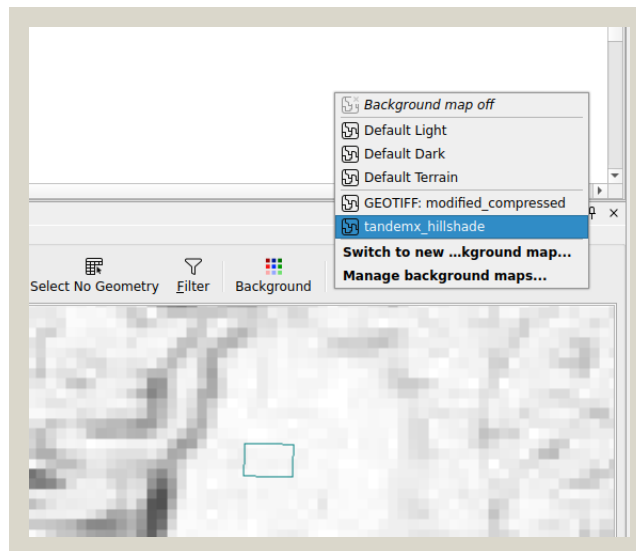 Background map off
Default Light
Default Dark
Default Terrain
GEOTIFF: modified_compressed
tandemx_hillshade
Switch to new ...kground map...
Manage background maps...
Select No Geometry Filter Background